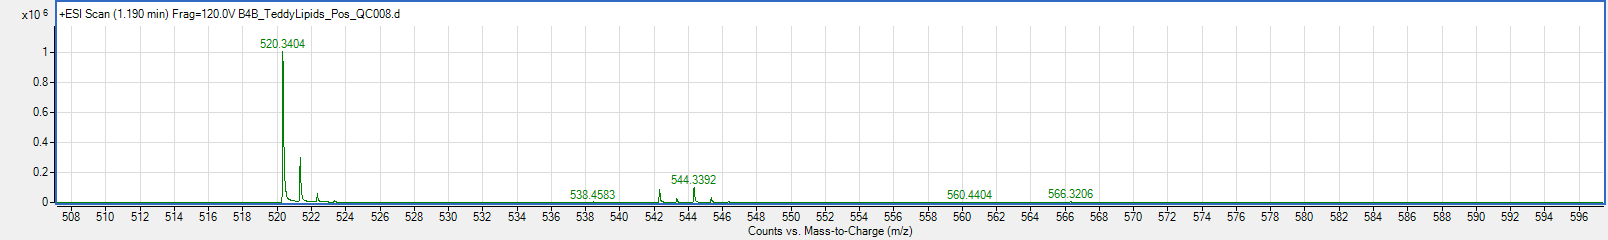 x10 6 +ESI Scan (1.190 min) Frag=120.0V B4B_TeddyLipids_Pos_QC008.d
520.3404
1
0.8
0.6
0.4
0.2
544.3392
538.4583 560.4404 566.3206
0
508 510 512 514 516 518 520 522 524 526 528 530 532 534 536 538 540 542 544 546 548 550 552 554 556 558 560 562 564 566 568 570 572 574 576 578 580 582 584 586 588 590 592 594 596
Counts vs. Mass-to-Charge (m/z)